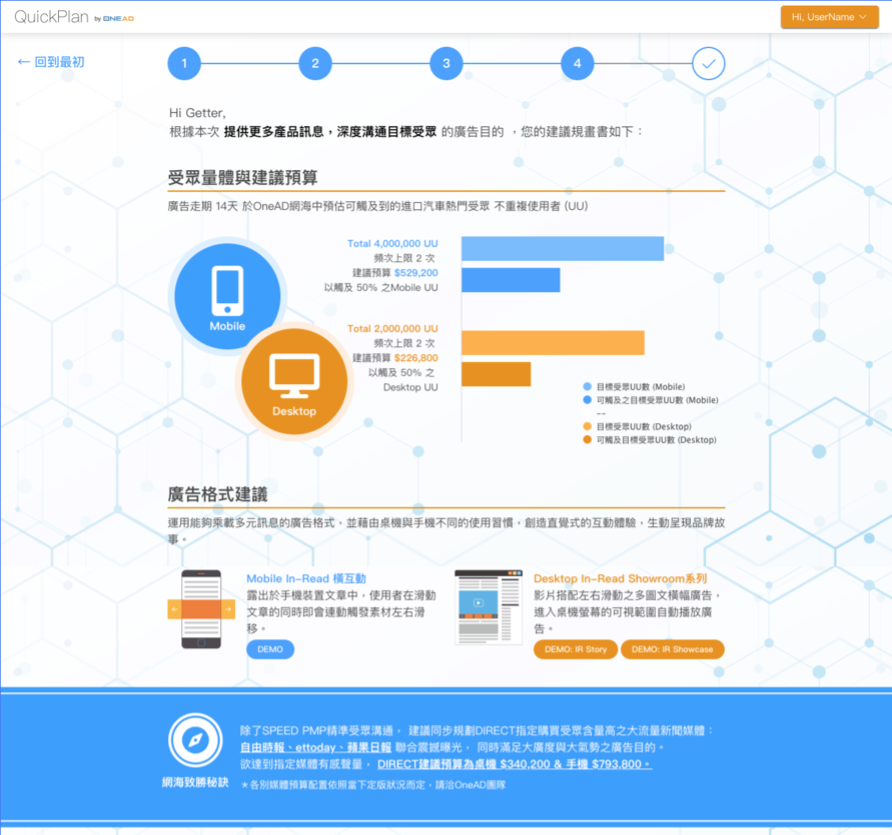 QuickPlan by ONEAD
Hi, UserName
← 回到最初
1
2
3
4
Hi Getter,
根據本次 提供更多產品訊息，深度溝通目標受眾 的廣告目的 ，您的建議規畫書如下：
受眾量體與建議預算
廣告走期 14天 於OneAD網海中預估可觸及到的進口汽車熱門受眾 不重複使用者 (UU)
Mobile
Total 4,000,000 UU
頻次上限 2 次
建議預算 $529,200
以觸及 50% 之Mobile UU
Desktop
Total 2,000,000 UU
頻次上限 2 次
建議預算 $226,800
以觸及 50% 之
Desktop UU
目標受眾UU數 (Mobile)
可觸及之目標受眾UU數 (Mobile)
--
目標受眾UU數 (Desktop)
可觸及目標受眾UU數 (Desktop)
廣告格式建議
運用能夠乘載多元訊息的廣告格式，並藉由桌機與手機不同的使用習慣，創造直覺式的互動體驗，生動呈現品牌故
事。
Mobile In-Read 橫互動
露出於手機裝置文章中，使用者在滑動
文章的同時即會連動觸發素材左右滑
移。
DEMO
Desktop In-Read Showroom系列
影片搭配左右滑動之多圖文橫幅廣告，
進入桌機螢幕的可視範圍自動播放廣
告。
DEMO: IR Story
DEMO: IR Showcase
網海致勝秘訣
除了SPEED PMP精準受眾溝通， 建議同步規劃DIRECT指定購買受眾含量高之大流量新聞媒體：
自由時報、ettoday、蘋果日報 聯合震撼曝光， 同時滿足大廣度與大氣勢之廣告目的。
欲達到指定媒體有感聲量， DIRECT建議預算為桌機 $340,200 & 手機 $793,800。
＊各別媒體預算配置依照當下定版狀況而定，請洽OneAD團隊